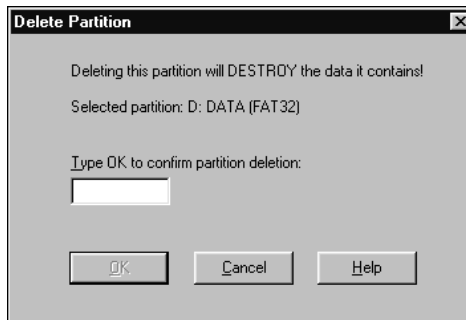 Delete Partition
Deleting this partition will DESTROY the data it contains!
Selected partition: D: DATA (FAT32)
Type OK to confirm partition deletion:
OK Cancel Help